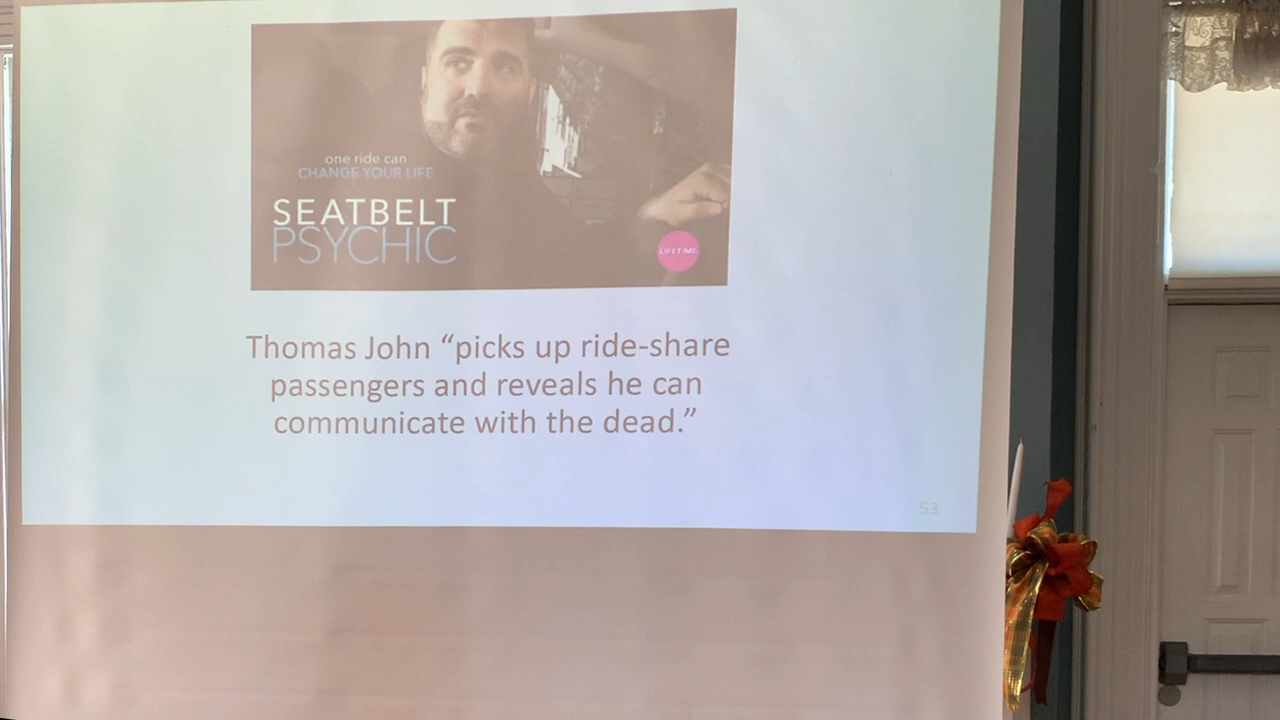 one ride can
CHANGE YOUR LIFE
SEATBELT
PSYCHIC
LIFETIME
Thomas John “picks up ride-share
passengers and reveals he can
communicate with the dead.”
53